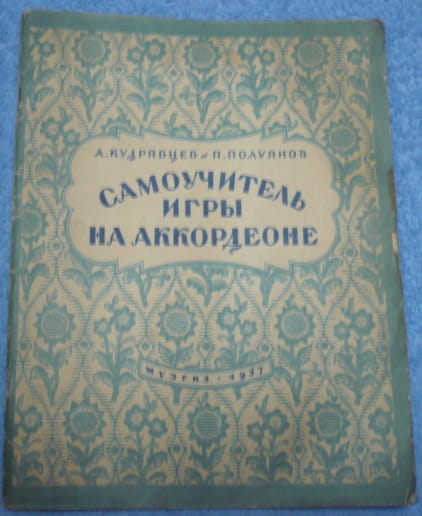 А. КУДРЯВЦЕВ и П. ПОЛУЯНОВ
САМОУЧИТЕЛЬ
ИГРЫ
НА АККОРДЕОНЕ
МУЗГИЗ · 1957